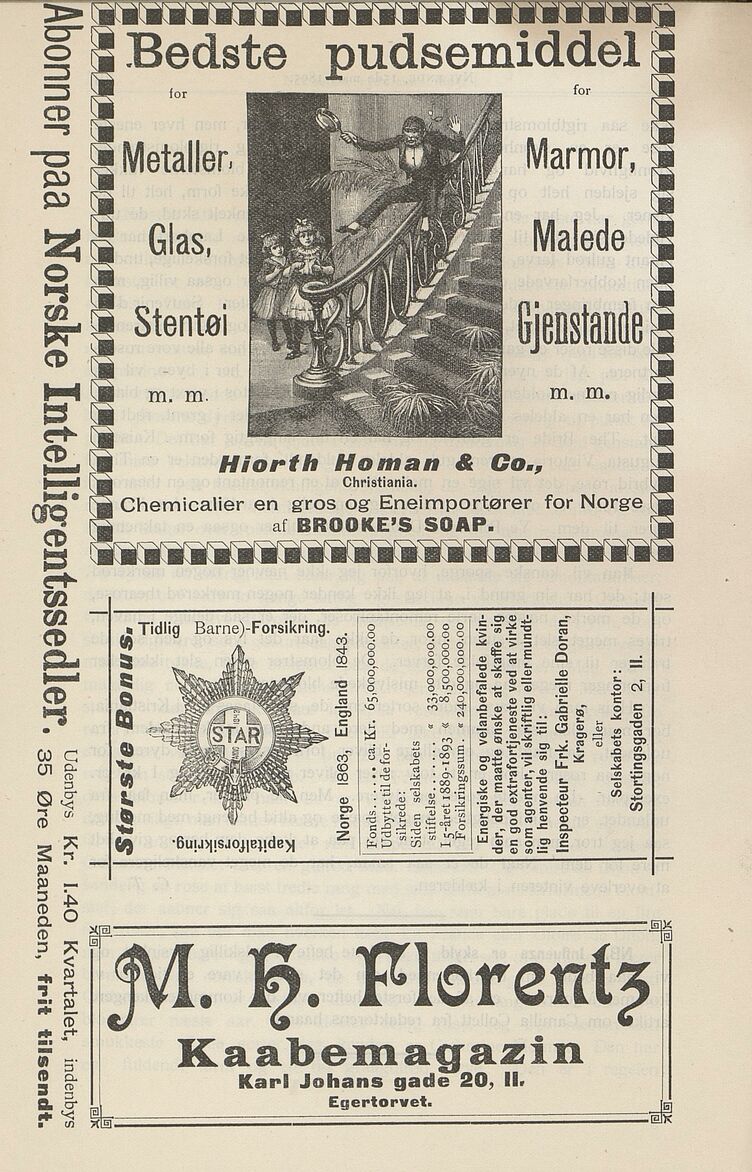 Bedste pudsemiddel
for
Metaller,
Glas,
Stentøi
m. m.
for
Marmor,
Malede
Gjenstande
m. m.
Hiorth Homan & Co.,
Christiania.
Chemicalier en gros og Eneimportører for Norge
af BROOKE'S SOAP.
Største Bonus.
Tidlig (Barne)-Forsikring.
STAR
Kapitalforsikring.
Norge 1863, England 1843.
Fonds . . . . . . ca. Kr. 65,000,000.00
Udbytte til de for-
sikrede:
Siden selskabets
stiftelse. . . . . . « 33,000,000.00
I 5-året 1889-1893. « 8,500,000.00
Forsikringssum « 240,000,000.00
Energiske og velanbefalede kvin-
der, der maatte ønske at skaffe sig
en god extrafortjeneste ved at virke
som agenter, vil skriftlig eller mundt-
lig henvende sig til:
Inspecteur Frk. Gabrielle Doran,
Kragerø,
eller
Selskabets kontor:
Stortingsgaden 2, II.
M. H. Florentz
Kaabemagazin
Karl Johans gade 20, II.
Egertorvet.
Abonner paa Norske Intelligentssedler.
Udenbys Kr. 1.40 Kvartalet, indenbys
35 Øre Maaneden, frit tilsendt.